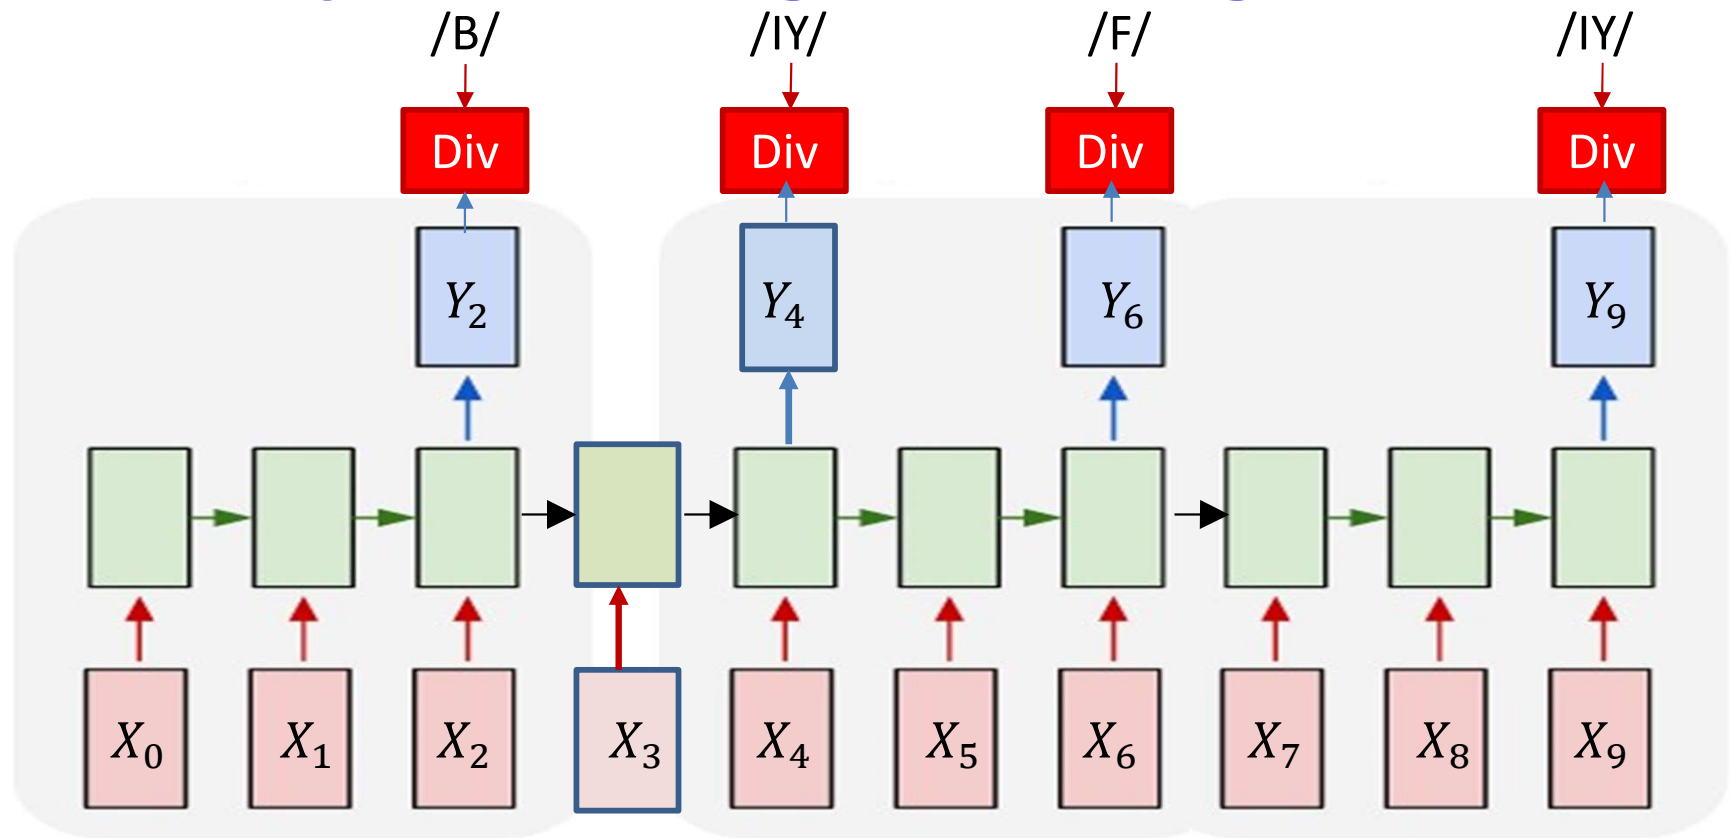 /B/ /IY/ /F/ /IY/
Div Div Div Div
Y₂ Y₄ Y₆ Y₉
X₀ X₁ X₂ X₃ X₄ X₅ X₆ X₇ X₈ X₉